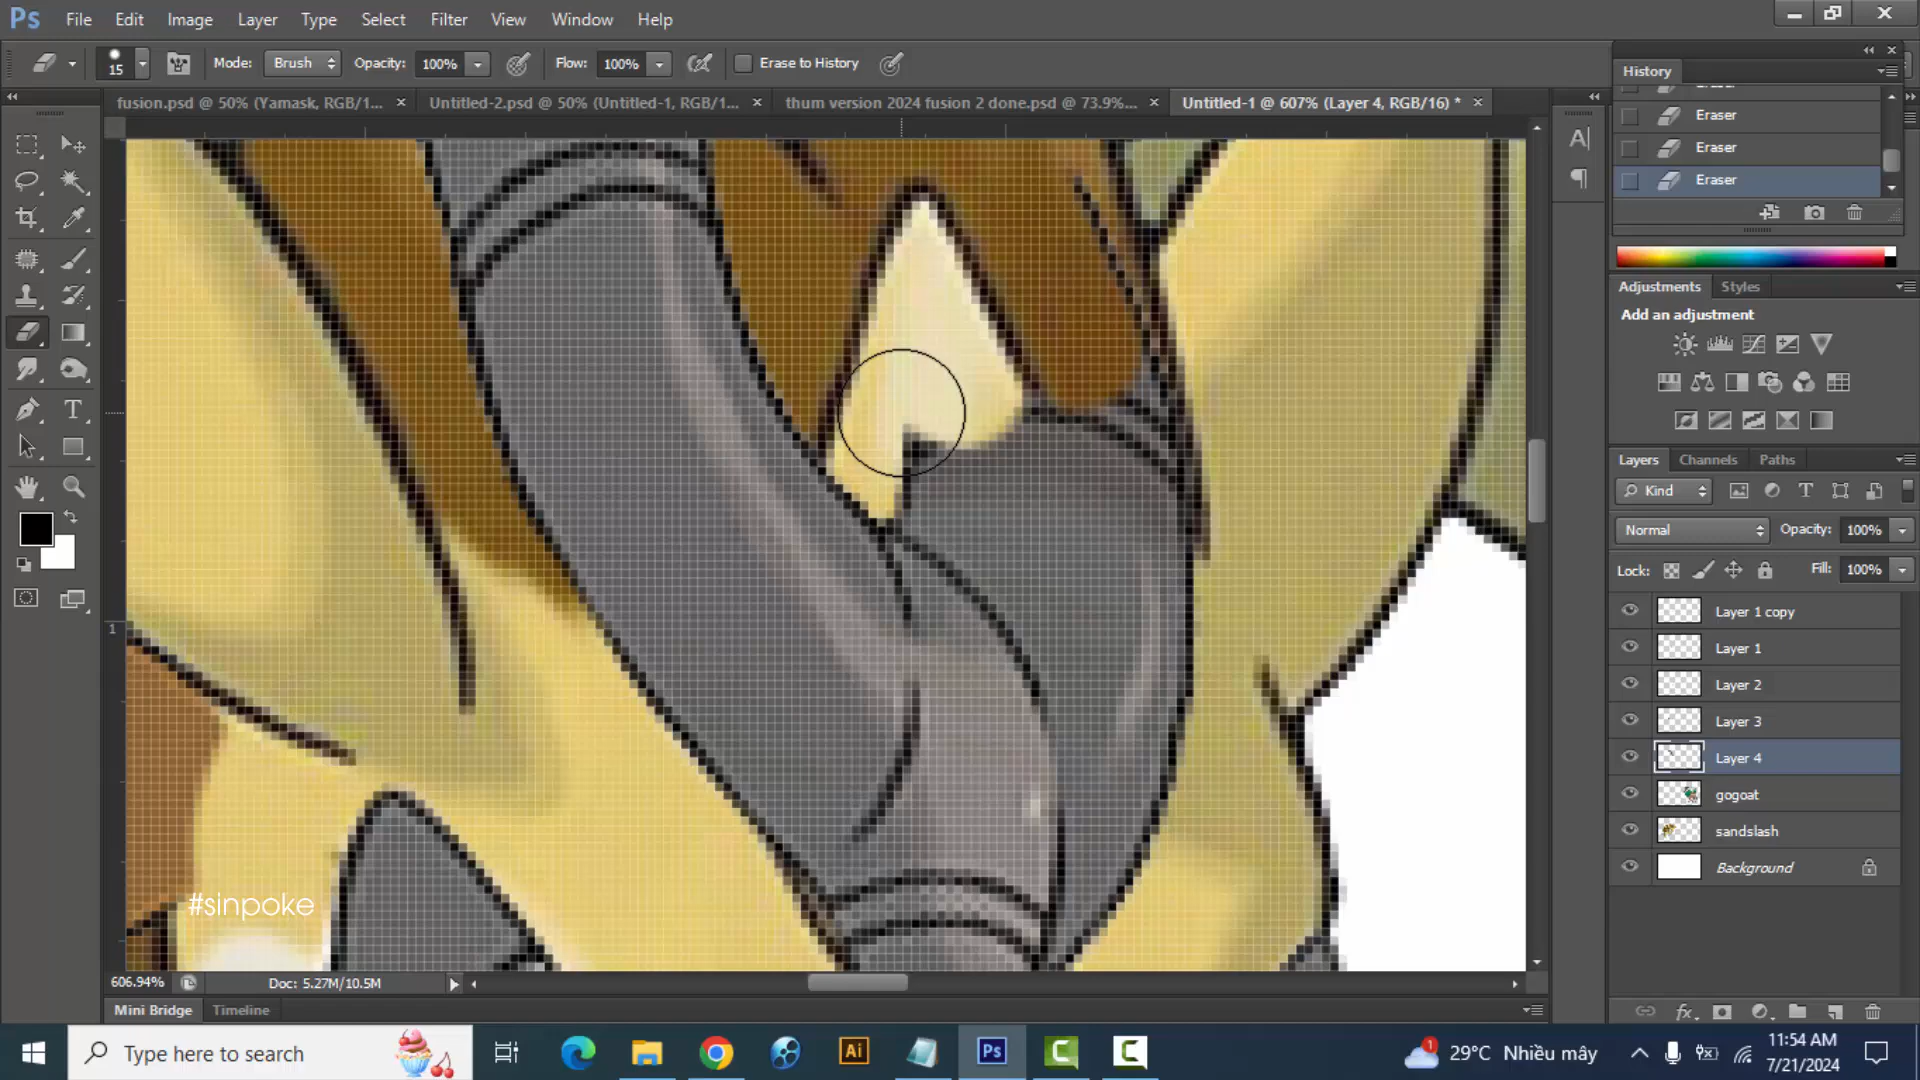 Ps File Edit Image Layer Type Select Filter View Window Help
15 Mode: Brush Opacity: 100% Flow: 100% Erase to History
fusion.psd @ 50% (Yamask, RGB/1... × Untitled-2.psd @ 50% (Untitled-1, RGB/1... × thum version 2024 fusion 2 done.psd @ 73.9%... × Untitled-1 @ 607% (Layer 4, RGB/16) * ×
History
Eraser
Eraser
Eraser
Adjustments Styles
Add an adjustment
Layers Channels Paths
Kind
Normal Opacity: 100%
Lock: Fill: 100%
Layer 1 copy
Layer 1
Layer 2
Layer 3
Layer 4
gogoat
sandslash
Background
1
#sinpoke
606.94% Doc: 5.27M/10.5M
Mini Bridge Timeline
Type here to search Ai Ps 1 29°C Nhiều mây 11:54 AM
7/21/2024